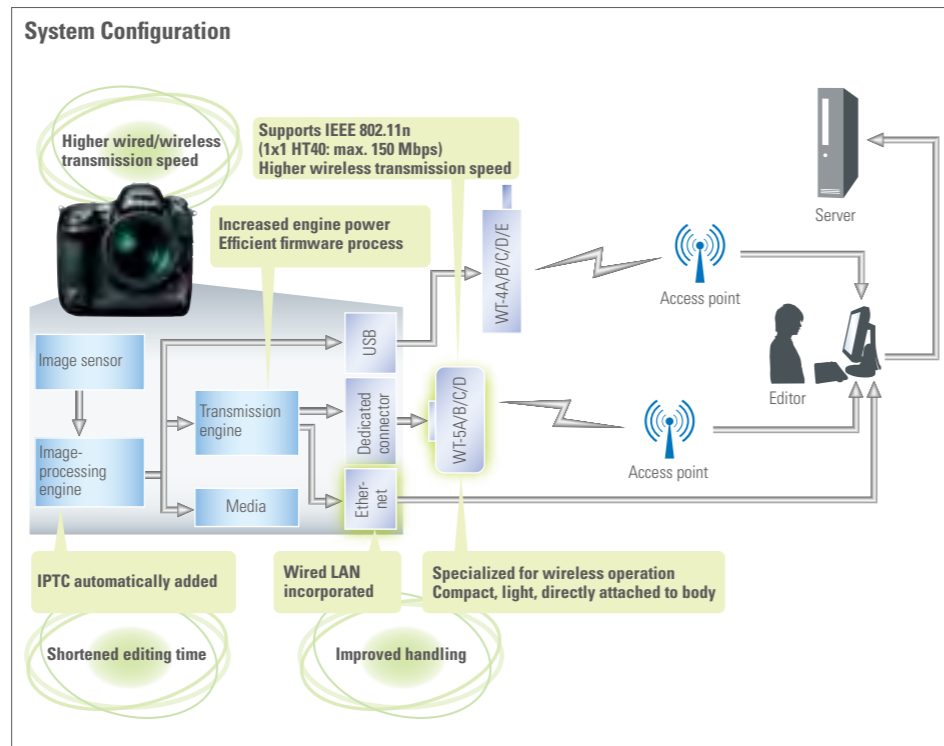 System Configuration
Higher wired/wireless
transmission speed
Supports IEEE 802.11n
(1x1 HT40: max. 150 Mbps)
Higher wireless transmission speed
Increased engine power
Efficient firmware process
WT-4A/B/C/D/E
Access point
Server
Image sensor
USB
Editor
Transmission
engine
Dedicated
connector
WT-5A/B/C/D
Access point
Image-
processing
engine
Media
Ether-
net
IPTC automatically added
Wired LAN
incorporated
Specialized for wireless operation
Compact, light, directly attached to body
Shortened editing time
Improved handling